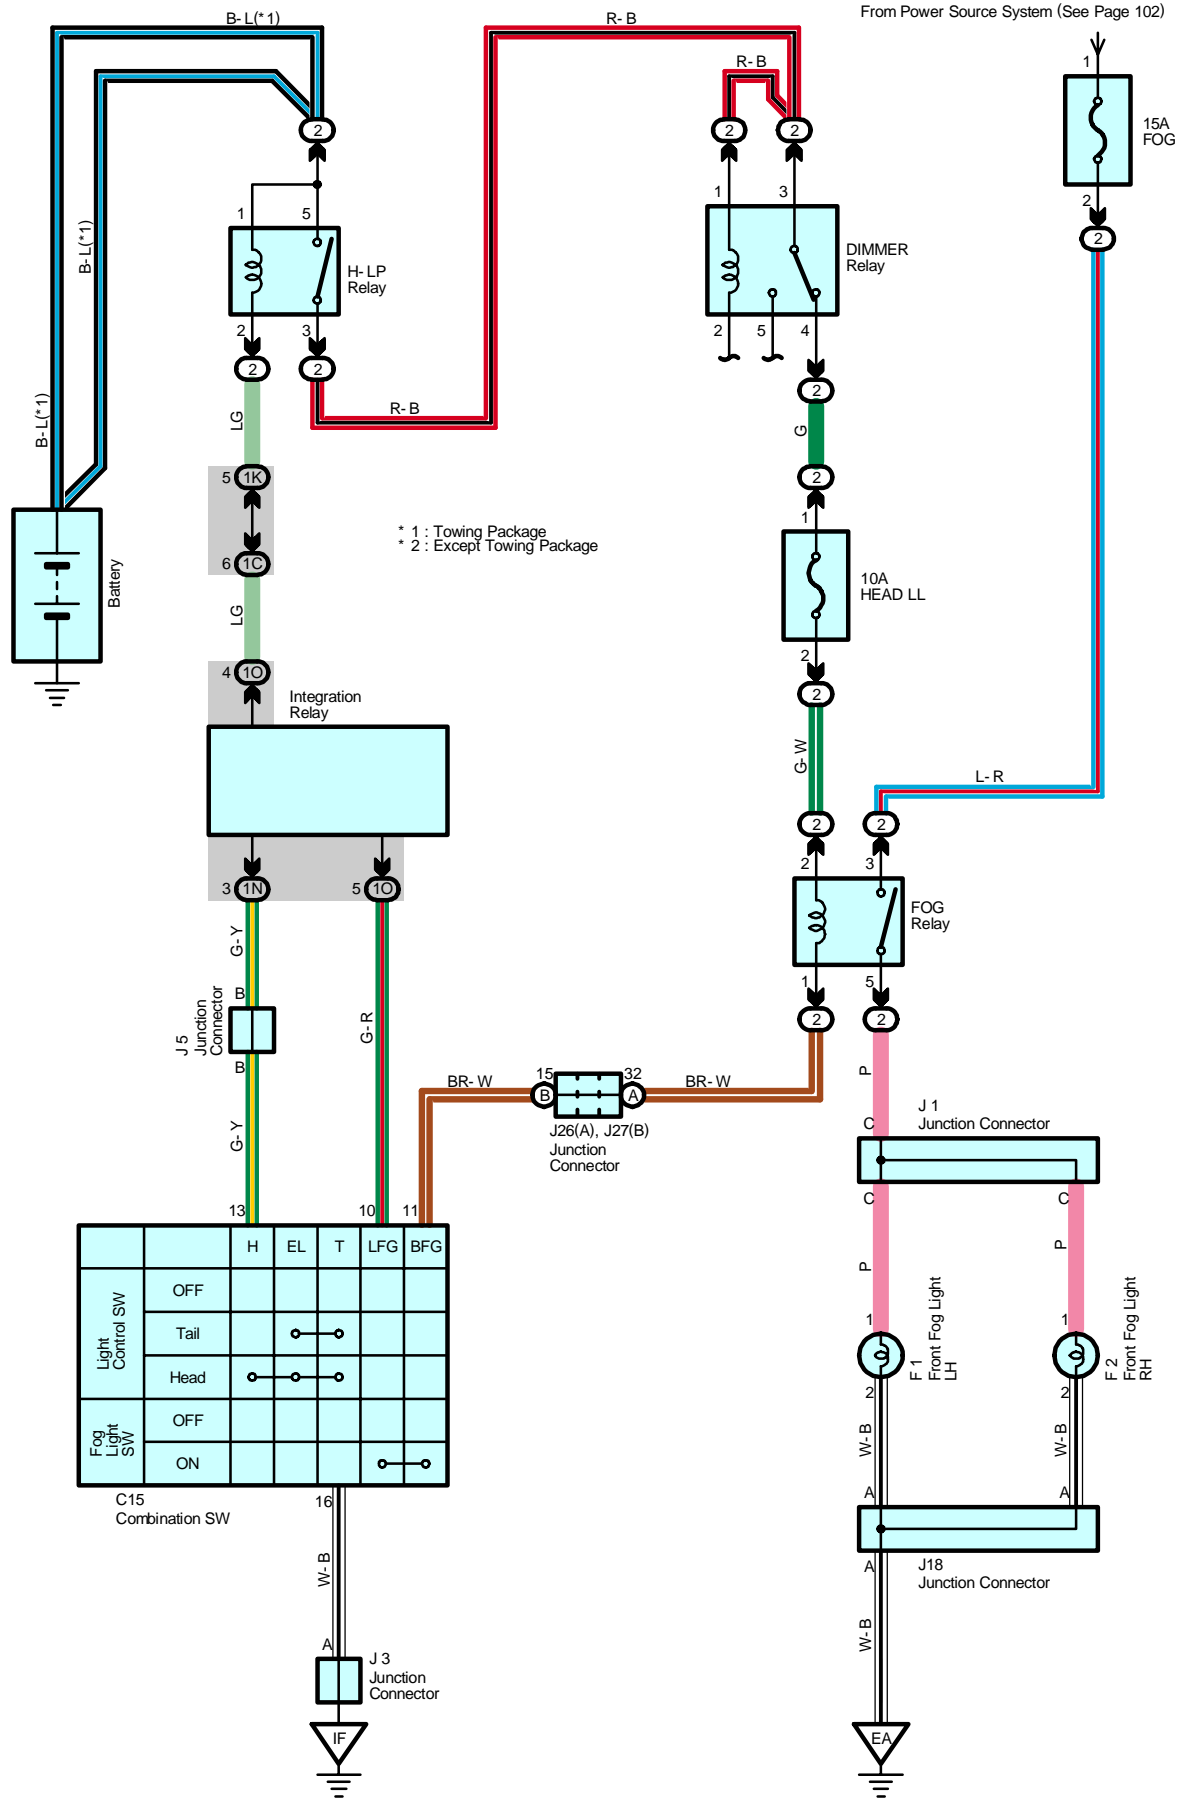 From Power Source System (See Page 102)
B-L(*1)
R-B
R-B
1
2
2
2
15A
FOG
2
2
B-L(*1)
1
5
1
3
H-LP
Relay
DIMMER
Relay
2
3
2
5
4
2
2
2
B-L(*1)
LG
R-B
G
5
1K
2
1
* 1 : Towing Package
* 2 : Except Towing Package
6
1C
Battery
10A
HEAD LL
LG
2
4
1O
2
Integration
Relay
G-W
L-R
2
2
2
3
3
1N
5
1O
FOG
Relay
G-Y
1
5
2
2
B
J 5
Junction
Connector
B
G-R
P
BR-W
15
B
32
A
BR-W
J26(A), J27(B)
Junction
Connector
J 1
Junction Connector
C
G-Y
C
C
P
P
13
10
11
H
EL
T
LFG
BFG
Light
Control SW
OFF
Tail
Head
Fog
Light
SW
OFF
ON
C15
Combination SW
16
1
1
F 1
Front Fog Light
LH
F 2
Front Fog Light
RH
2
2
W-B
W-B
A
A
J18
Junction Connector
A
W-B
W-B
A
J 3
Junction
Connector
IF
EA